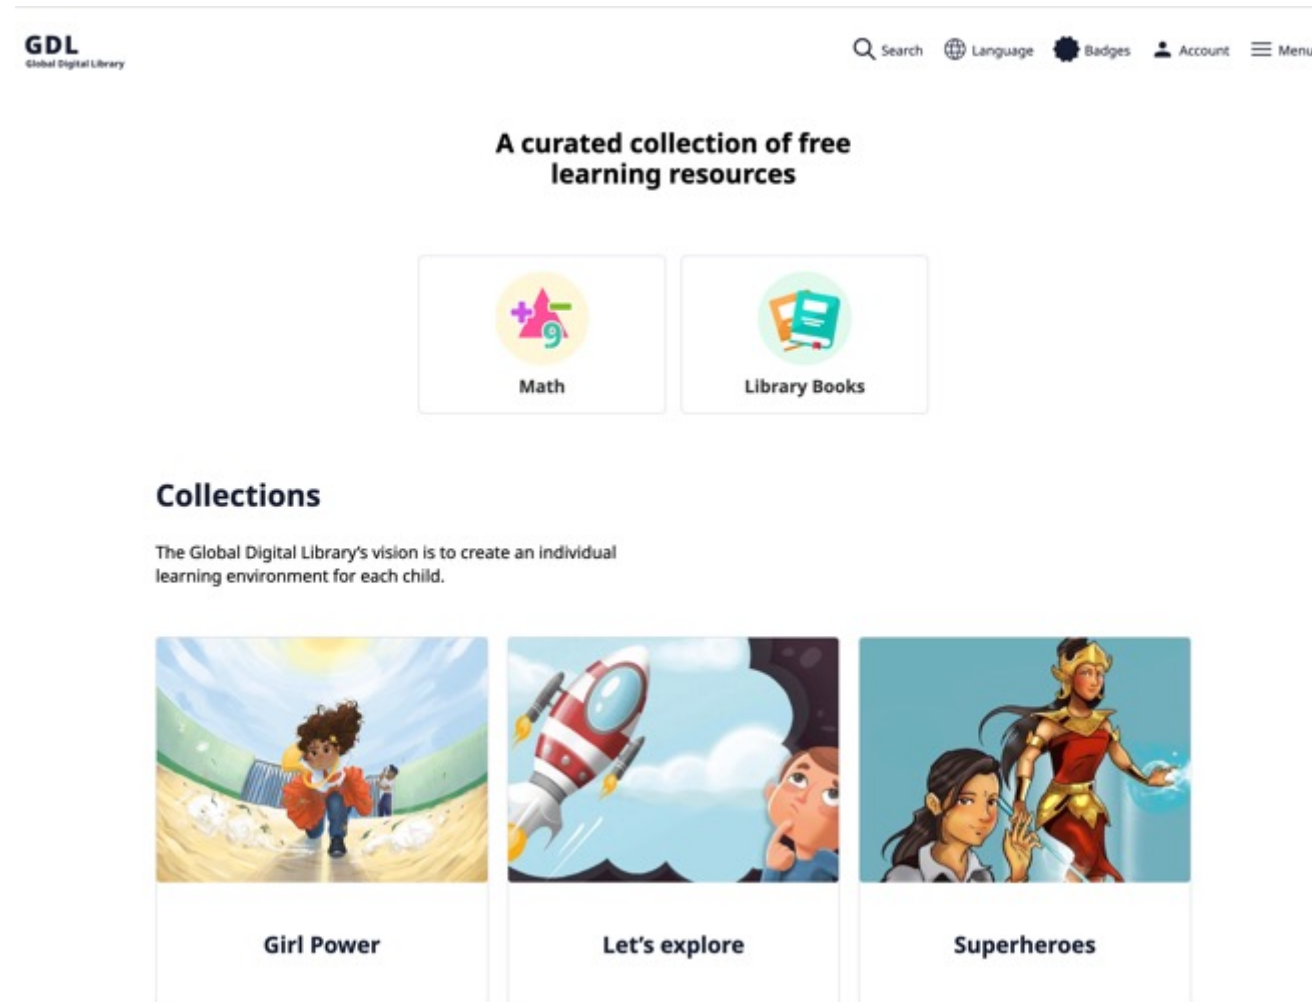 GDL
Global Digital Library
Search
Language
Badges
Account
Menu
A curated collection of free
learning resources
9
Math
Library Books
Collections
The Global Digital Library's vision is to create an individual
learning environment for each child.
Girl Power
Let's explore
Superheroes